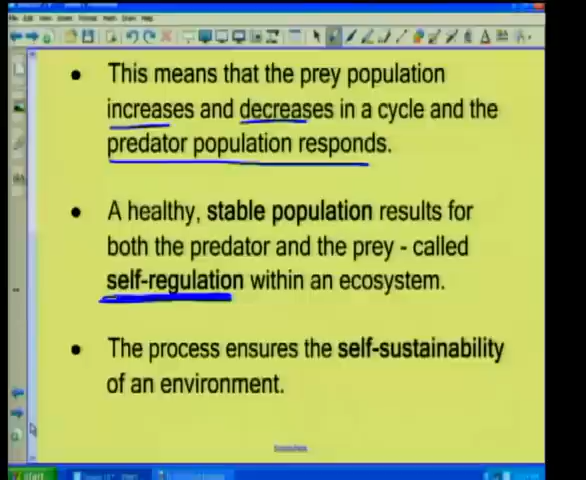 • This means that the prey population
increases and decreases in a cycle and the
predator population responds.
• A healthy, stable population results for
both the predator and the prey - called
self-regulation within an ecosystem.
• The process ensures the self-sustainability
of an environment.
start